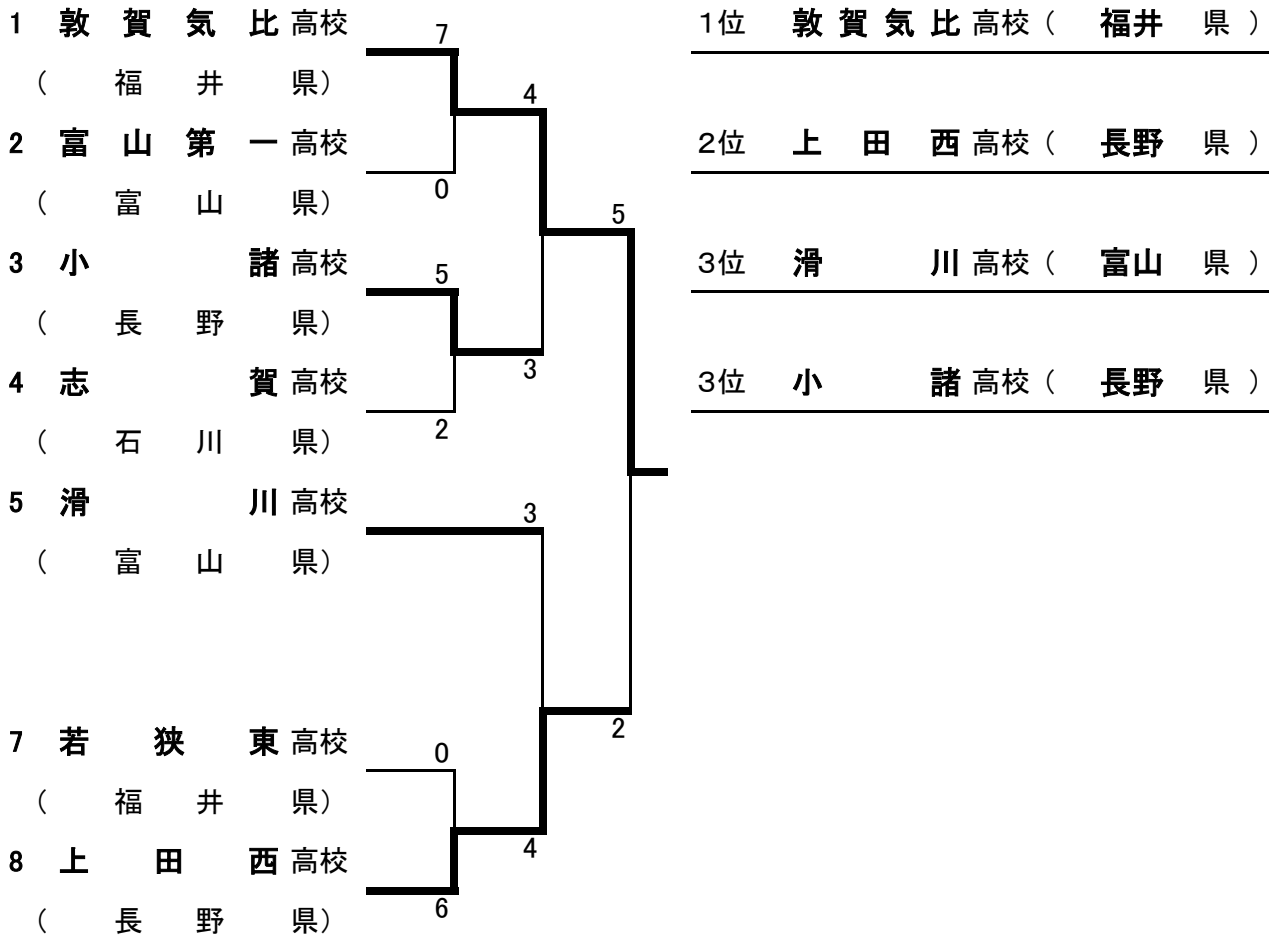 1 敦賀気比高校
（福井県）
2 富山第一高校
（富山県）
3 小諸高校
（長野県）
4 志賀高校
（石川県）
5 滑川高校
（富山県）
7 若狭東高校
（福井県）
8 上田西高校
（長野県）
7
0
5
2
0
6
4
3
3
4
5
2
1位 敦賀気比高校（福井県）
2位 上田西高校（長野県）
3位 滑川高校（富山県）
3位 小諸高校（長野県）